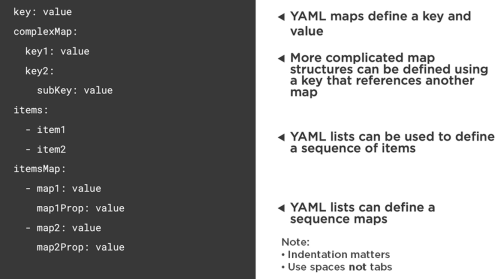 key: value
complexMap:
key1: value
key2:
subKey: value
items:
- item1
- item2
itemsMap:
- map1: value
map1Prop: value
- map2: value
map2Prop: value
◄ YAML maps define a key and
value
◄ More complicated map
structures can be defined using
a key that references another
map
◄ YAML lists can be used to define
a sequence of items
◄ YAML lists can define a
sequence maps
Note:
• Indentation matters
• Use spaces not tabs